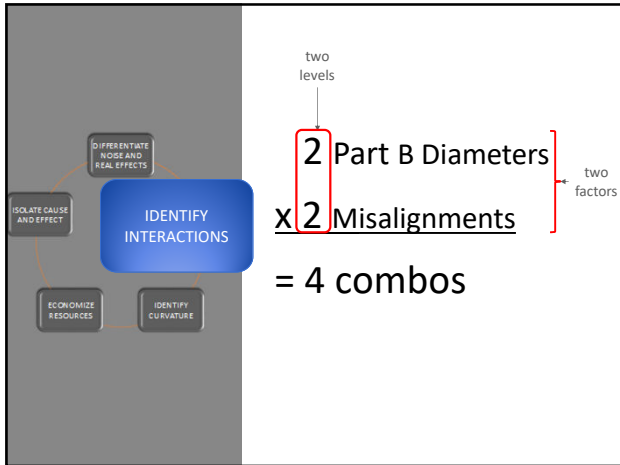 two
levels
DIFFERENTIATE
NOISE AND
REAL EFFECTS
ISOLATE CAUSE
AND EFFECT
IDENTIFY
INTERACTIONS
ECONOMIZE
RESOURCES
IDENTIFY
CURVATURE
2 Part B Diameters
x 2 Misalignments
= 4 combos
two
factors